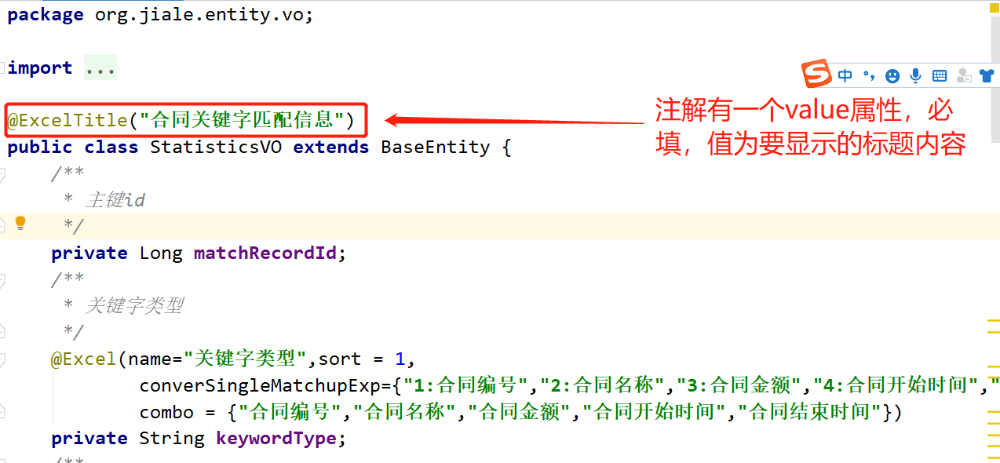 package org.jiale.entity.vo;
import ...
@ExcelTitle("合同关键字匹配信息")
注解有一个value属性，必
填，值为要显示的标题内容
public class StatisticsVO extends BaseEntity {
/**
* 主键id
*/
private Long matchRecordId;
/**
* 关键字类型
*/
@Excel(name="关键字类型",sort = 1,
converSingleMatchupExp={"1:合同编号","2:合同名称","3:合同金额","4:合同开始时间","
combo = {"合同编号","合同名称","合同金额","合同开始时间","合同结束时间"})
private String keywordType;
/**
S 中